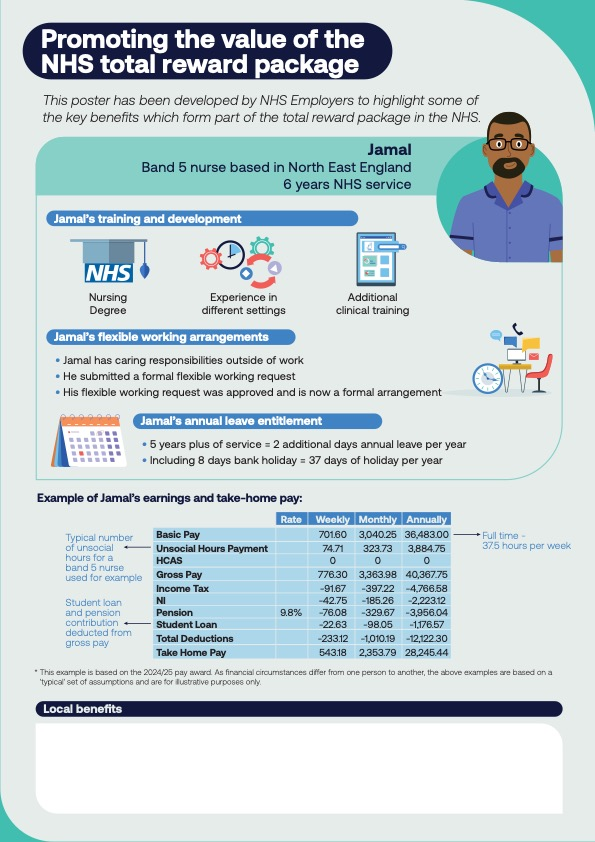 Promoting the value of the
NHS total reward package
This poster has been developed by NHS Employers to highlight some of
the key benefits which form part of the total reward package in the NHS.
Jamal
Band 5 nurse based in North East England
6 years NHS service
Jamal's training and development
NHS
Nursing
Degree
Experience in
different settings
Additional
clinical training
Jamal's flexible working arrangements
• Jamal has caring responsibilities outside of work
• He submitted a formal flexible working request
• His flexible working request was approved and is now a formal arrangement
Jamal's annual leave entitlement
• 5 years plus of service = 2 additional days annual leave per year
• Including 8 days bank holiday = 37 days of holiday per year
Example of Jamal's earnings and take-home pay:
Rate Weekly Monthly Annually
Basic Pay 701.60 3,040.25 36,483.00
Unsocial Hours Payment 74.71 323.73 3,884.75
HCAS 0 0 0
Gross Pay 776.30 3,363.98 40,367.75
Income Tax -91.67 -397.22 -4,766.58
NI -42.75 -185.26 -2,223.12
Pension 9.8% -76.08 -329.67 -3,956.04
Student Loan -22.63 -98.05 -1,176.57
Total Deductions -233.12 -1,010.19 -12,122.30
Take Home Pay 543.18 2,353.79 28,245.44
Typical number
of unsocial
hours for a
band 5 nurse
used for example
Student loan
and pension
contribution
deducted from
gross pay
Full time –
37.5 hours per week
* This example is based on the 2024/25 pay award. As financial circumstances differ from one person to another, the above examples are based on a
'typical' set of assumptions and are for illustrative purposes only.
Local benefits